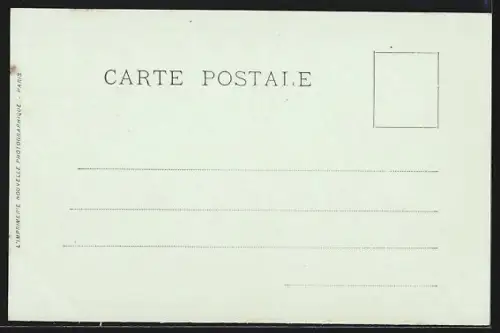 CARTE POSTALE
L'IMPRIMERIE NOUVELLE PHOTOGRAPHIQUE - PARIS